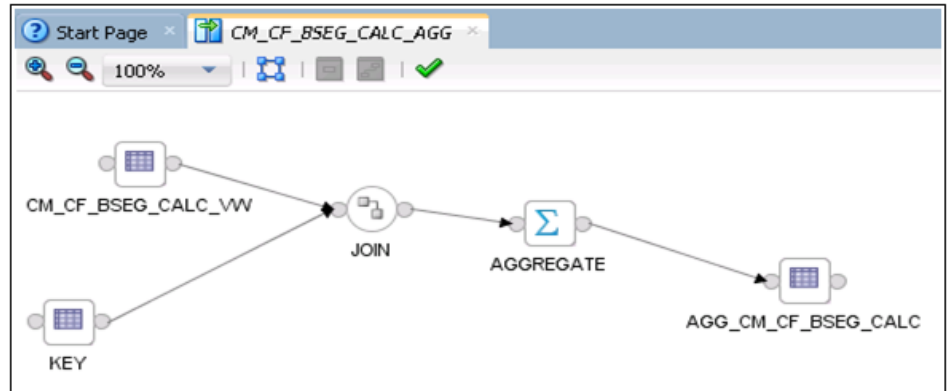 Start Page
CM_CF_BSEG_CALC_AGG
100%
CM_CF_BSEG_CALC_VW
JOIN
AGGREGATE
AGG_CM_CF_BSEG_CALC
KEY